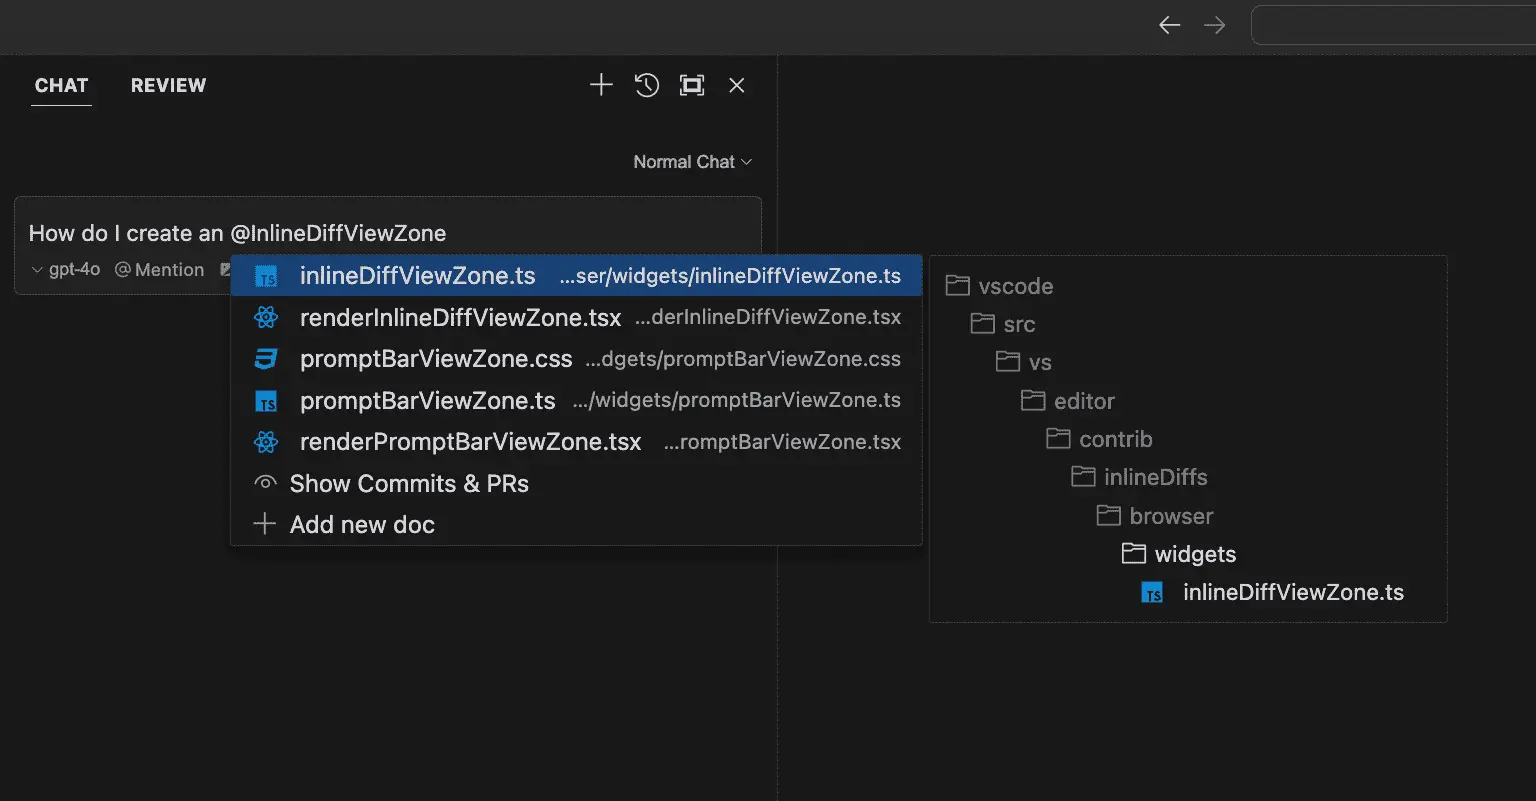 CHAT REVIEW
Normal Chat
How do I create an @InlineDiffViewZone
gpt-4o @ Mention
TS inlineDiffViewZone.ts ...ser/widgets/inlineDiffViewZone.ts
renderInlineDiffViewZone.tsx ...derInlineDiffViewZone.tsx
promptBarViewZone.css ...dgets/promptBarViewZone.css
TS promptBarViewZone.ts .../widgets/promptBarViewZone.ts
renderPromptBarViewZone.tsx ...romptBarViewZone.tsx
Show Commits & PRs
Add new doc
vscode
src
vs
editor
contrib
inlineDiffs
browser
widgets
TS inlineDiffViewZone.ts